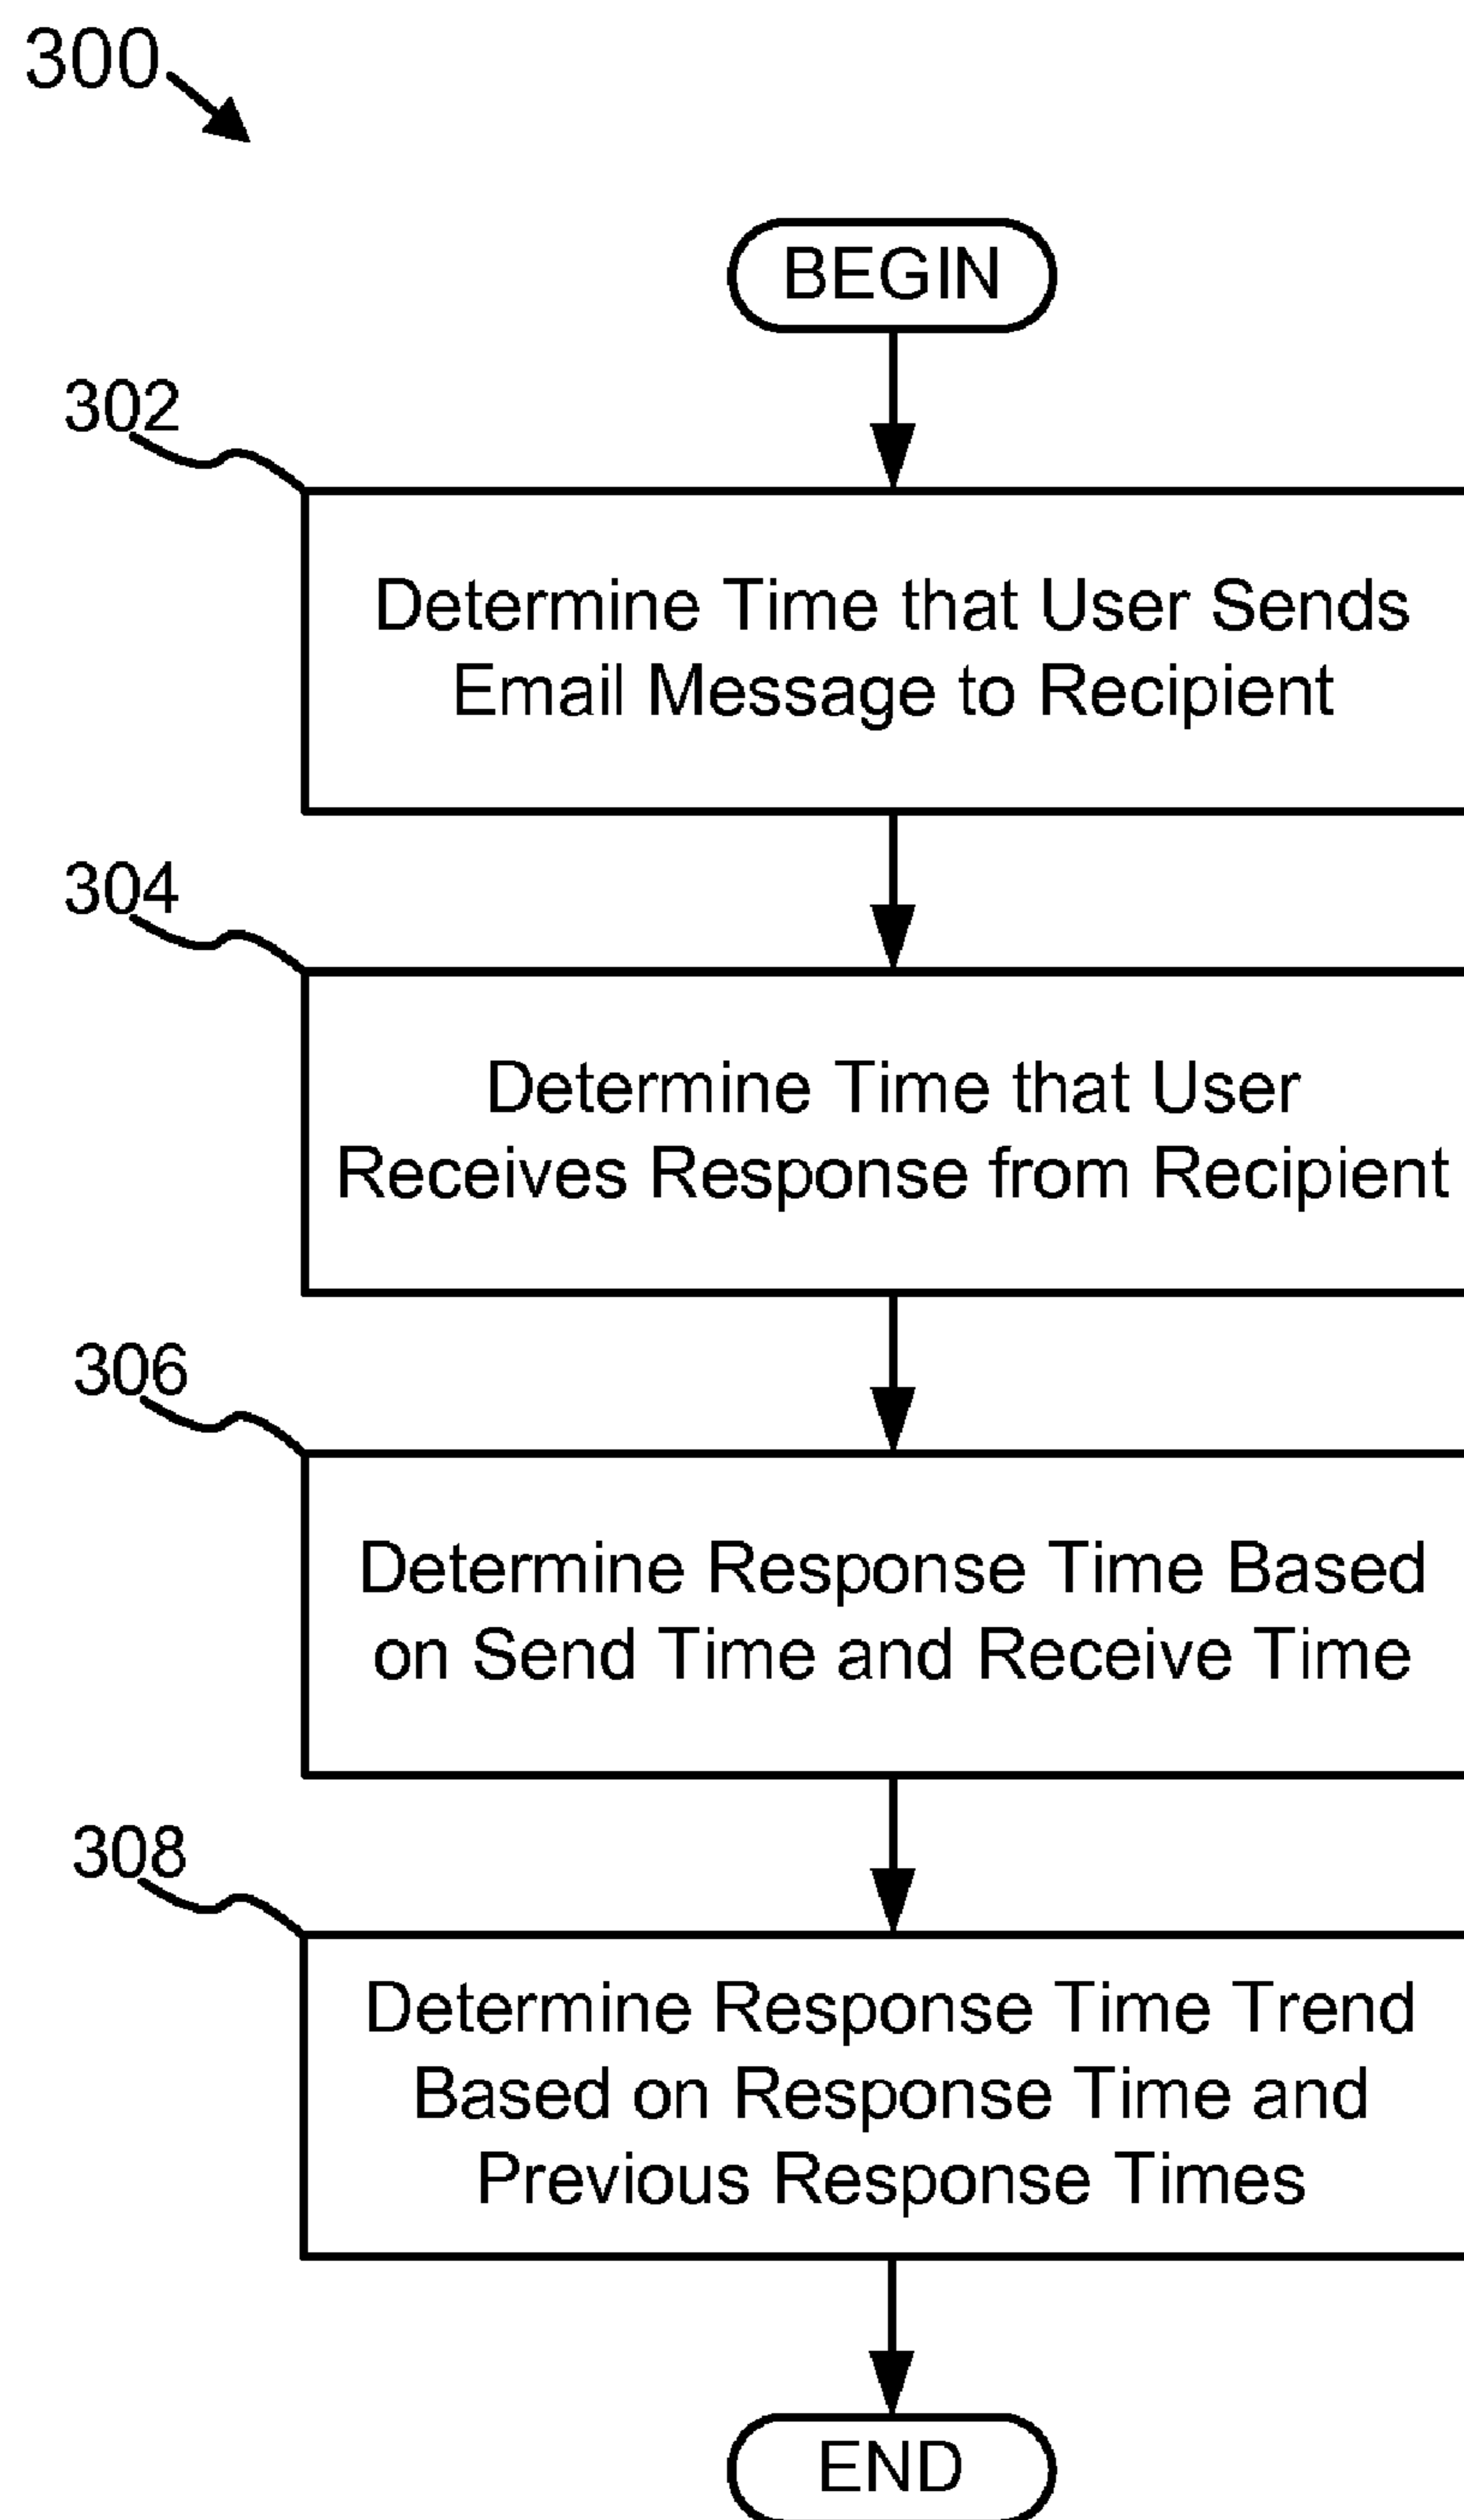 300
BEGIN
302
Determine Time that User Sends
Email Message to Recipient
304
Determine Time that User
Receives Response from Recipient
306
Determine Response Time Based
on Send Time and Receive Time
308
Determine Response Time Trend
Based on Response Time and
Previous Response Times
END